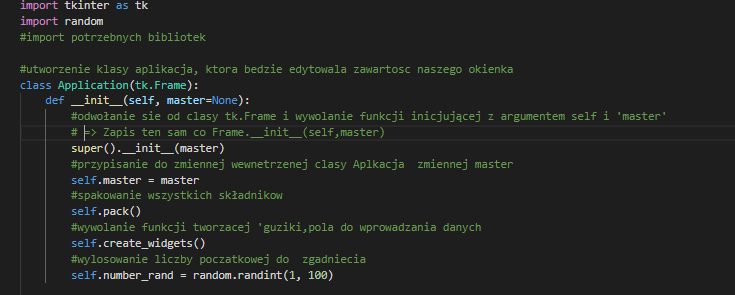 import tkinter as tk
import random
#import potrzebnych bibliotek
#utworzenie klasy aplikacja, ktora bedzie edytowala zawartosc naszego okienka
class Application(tk.Frame):
def __init__(self, master=None):
#odwołanie sie od clasy tk.Frame i wywolanie funkcji inicjującej z argumentem self i 'master'
# => Zapis ten sam co Frame.__init__(self,master)
super().__init__(master)
#przypisanie do zmiennej wewnetrzenej clasy Aplkacja  zmiennej master
self.master = master
#spakowanie wszystkich składnikow
self.pack()
#wywolanie funkcji tworzacej 'guziki,pola do wprowadzania danych
self.create_widgets()
#wylosowanie liczby poczatkowej do  zgadniecia
self.number_rand = random.randint(1, 100)